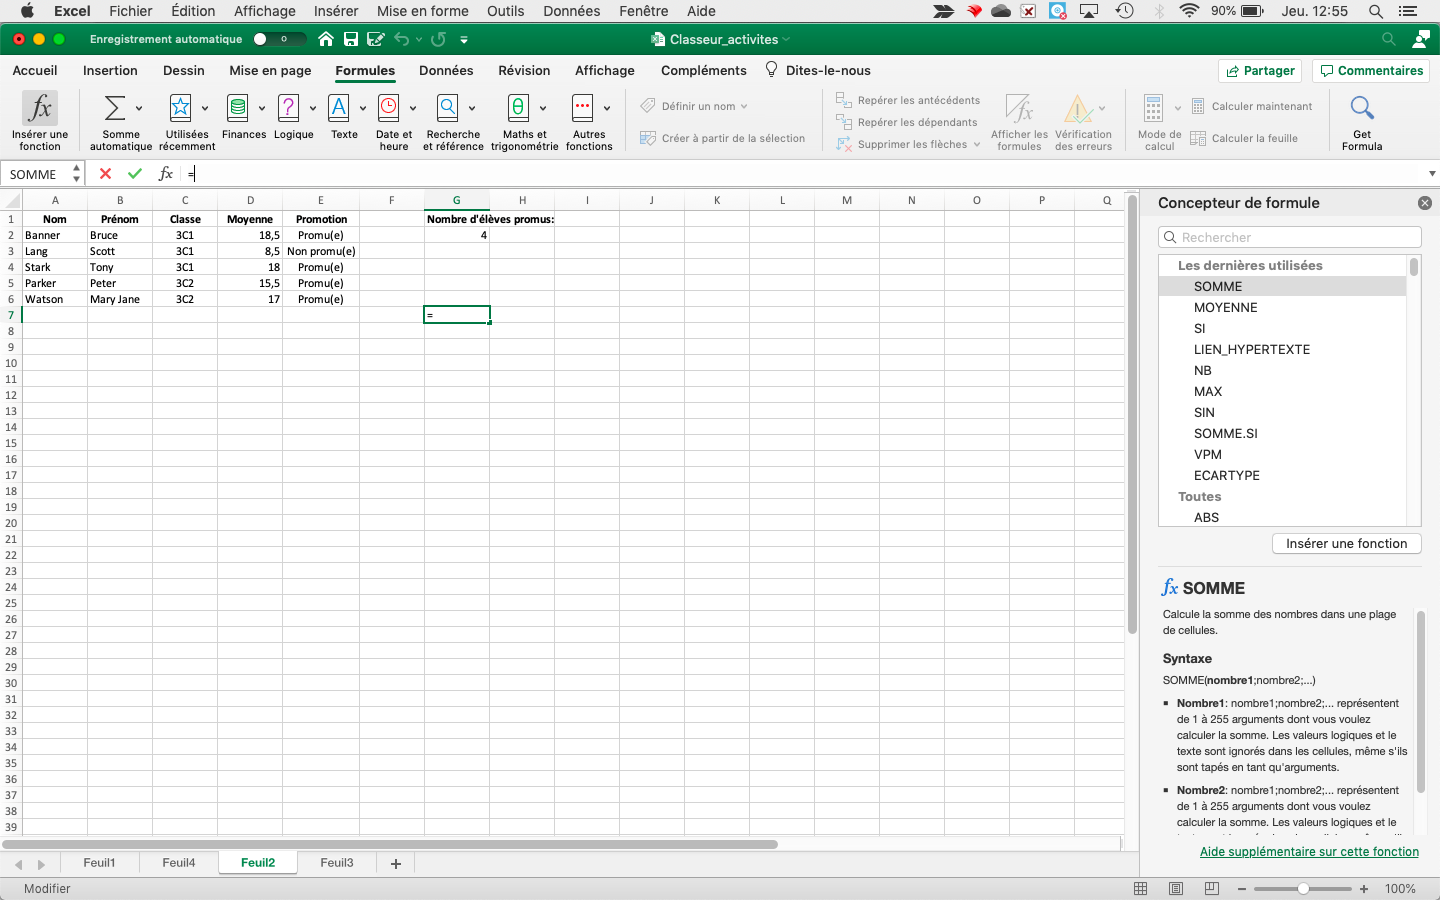 Excel Fichier Édition Affichage Insérer Mise en forme Outils Données Fenêtre Aide 90% Jeu. 12:55
Enregistrement automatique Classeur_activites
Accueil Insertion Dessin Mise en page Formules Données Révision Affichage Compléments Dites-le-nous Partager Commentaires
Insérer une fonction
Somme automatique
Utilisées récemment
Finances
Logique
Texte
Date et heure
Recherche et référence
Maths et trigonométrie
Autres fonctions
Définir un nom
Créer à partir de la sélection
Repérer les antécédents
Repérer les dépendants
Supprimer les flèches
Afficher les formules
Vérification des erreurs
Mode de calcul
Calculer maintenant
Calculer la feuille
Get Formula
SOMME fx =
A B C D E F G H I J K L M N O P Q
1 Nom Prénom Classe Moyenne Promotion Nombre d'élèves promus:
2 Banner Bruce 3C1 18,5 Promu(e) 4
3 Lang Scott 3C1 8,5 Non promu(e)
4 Stark Tony 3C1 18 Promu(e)
5 Parker Peter 3C2 15,5 Promu(e)
6 Watson Mary Jane 3C2 17 Promu(e)
7 =
8
9
10
11
12
13
14
15
16
17
18
19
20
21
22
23
24
25
26
27
28
29
30
31
32
33
34
35
36
37
38
39
Concepteur de formule
Rechercher
Les dernières utilisées
SOMME
MOYENNE
SI
LIEN_HYPERTEXTE
NB
MAX
SIN
SOMME.SI
VPM
ECARTYPE
Toutes
ABS
Insérer une fonction
fx SOMME
Calcule la somme des nombres dans une plage
de cellules.
Syntaxe
SOMME(nombre1;nombre2;...)
Nombre1: nombre1;nombre2;... représentent
de 1 à 255 arguments dont vous voulez
calculer la somme. Les valeurs logiques et le
texte sont ignorés dans les cellules, même s'ils
sont tapés en tant qu'arguments.
Nombre2: nombre1;nombre2;... représentent
de 1 à 255 arguments dont vous voulez
calculer la somme. Les valeurs logiques et le
Aide supplémentaire sur cette fonction
Feuil1 Feuil4 Feuil2 Feuil3 +
Modifier 100%